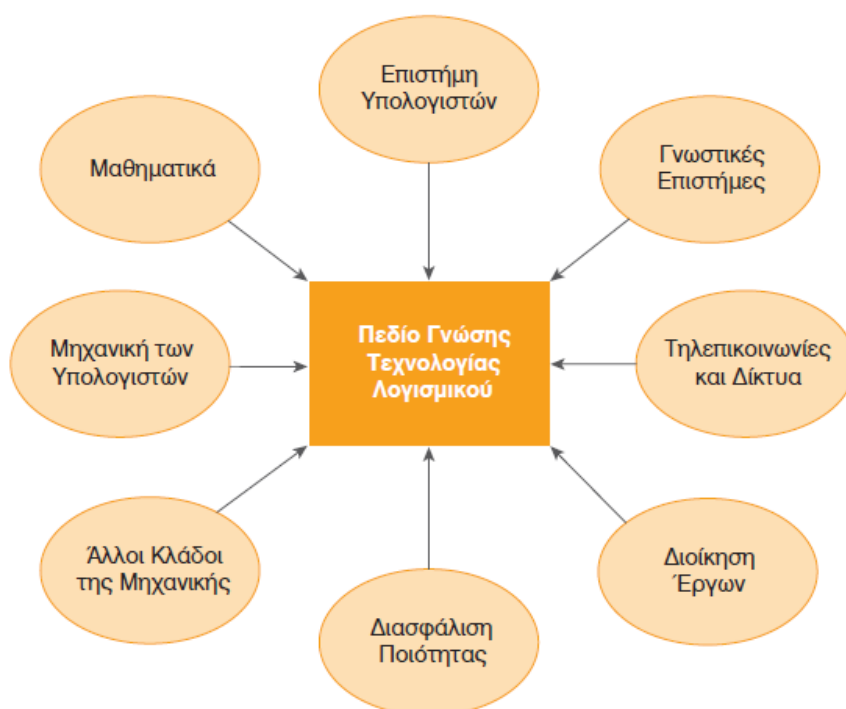 Επιστήμη
Υπολογιστών
Μαθηματικά
Γνωστικές
Επιστήμες
Πεδίο Γνώσης
Τεχνολογίας
Λογισμικού
Μηχανική των
Υπολογιστών
Τηλεπικοινωνίες
και Δίκτυα
Άλλοι Κλάδοι
της Μηχανικής
Διοίκηση
Έργων
Διασφάλιση
Ποιότητας